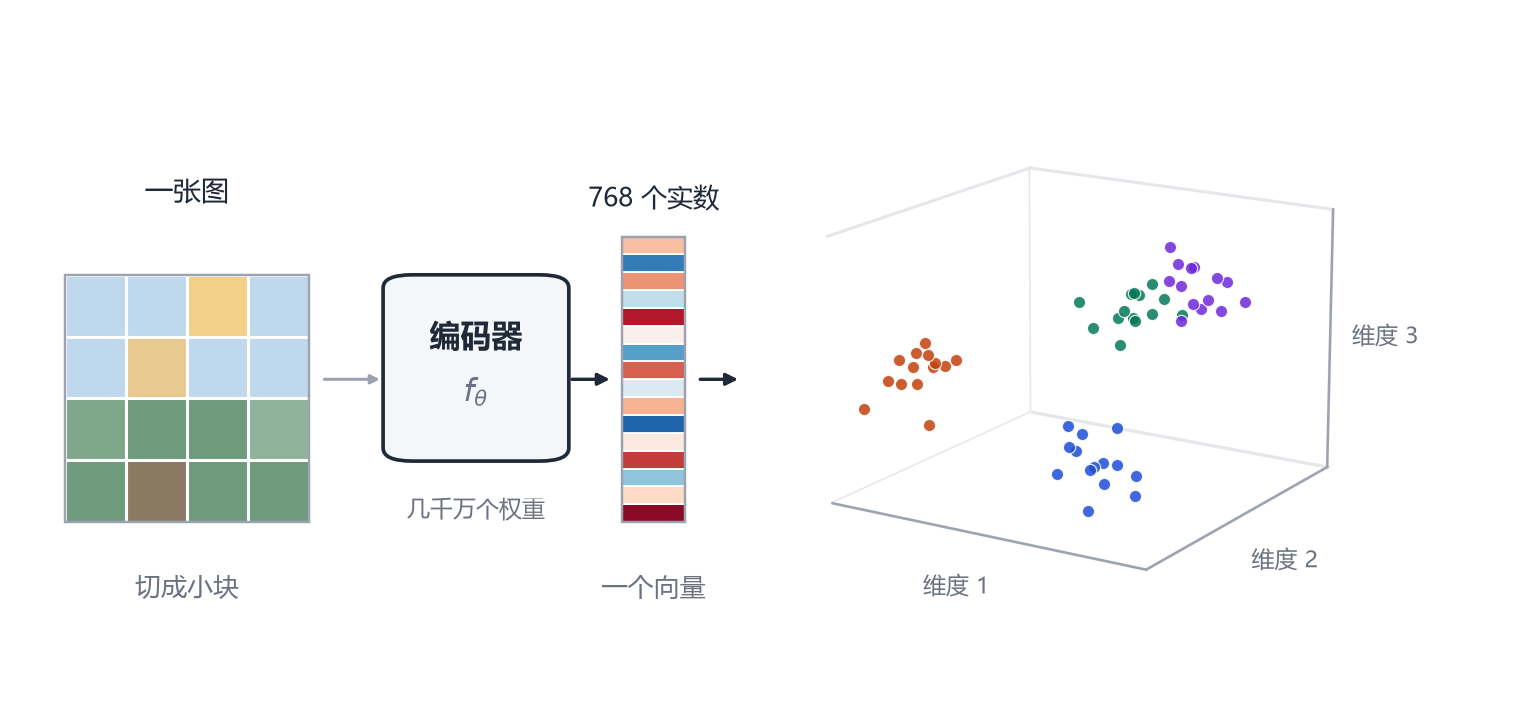 一张图
切成小块
编码器
fθ
几千万个权重
768 个实数
一个向量
维度 1
维度 2
维度 3